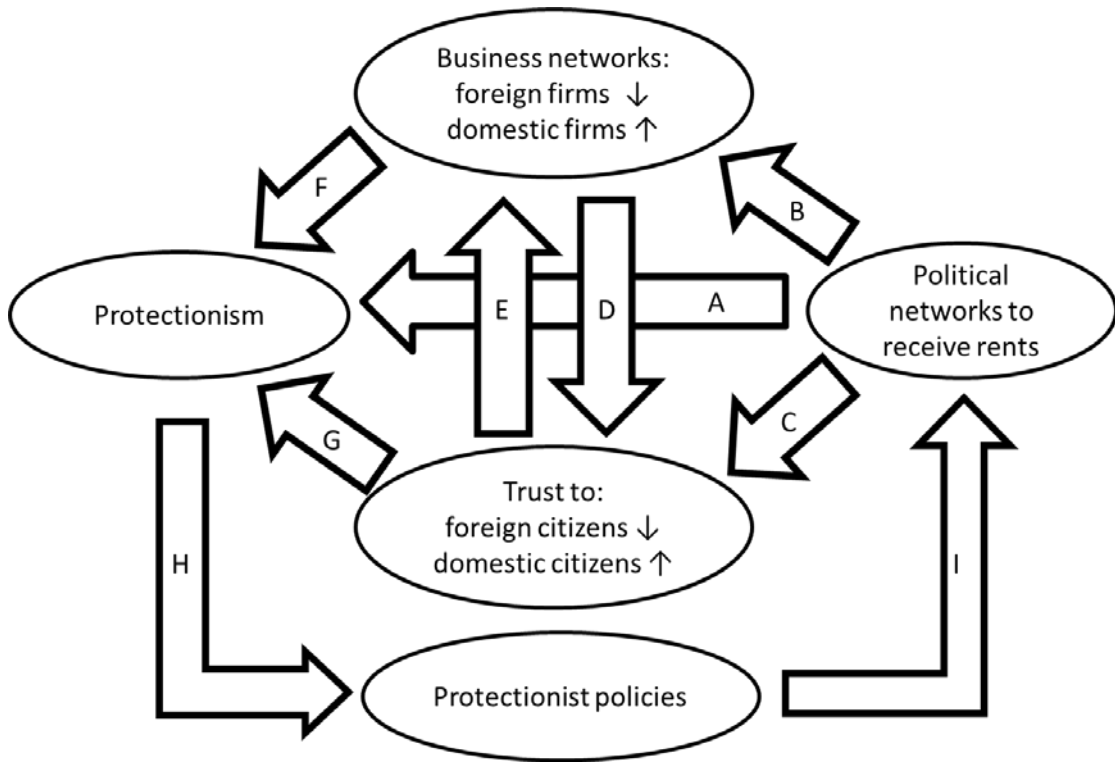 Business networks:
foreign firms ↓
domestic firms ↑
F
B
Protectionism
E
D
A
Political
networks to
receive rents
G
C
Trust to:
foreign citizens ↓
domestic citizens ↑
H
I
Protectionist policies